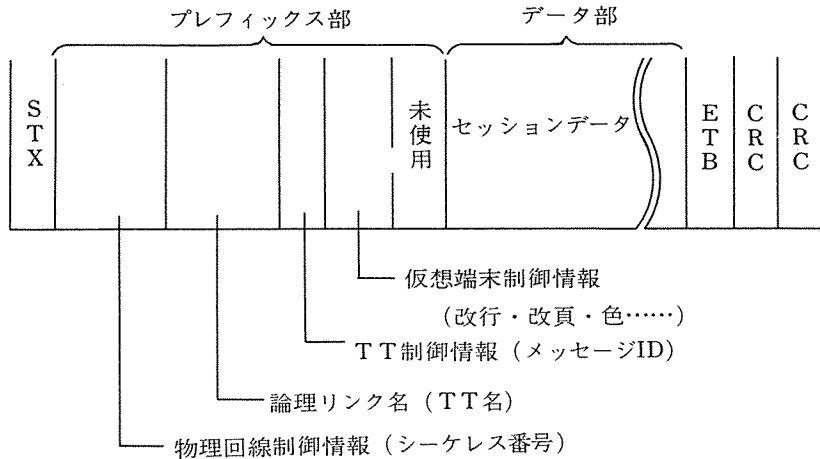 プレフィックス部
データ部
STX
未使用
セッションデータ
ETB
CRC
CRC
仮想端末制御情報
（改行・改頁・色……）
ＴＴ制御情報（メッセージID）
論理リンク名（ＴＴ名）
物理回線制御情報（シーケレス番号）